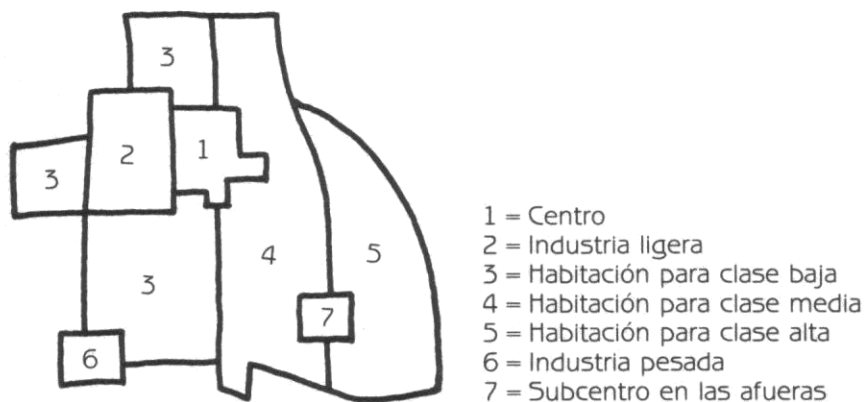 3
2
1
3
4
5
3
7
6
1 = Centro
2 = Industria ligera
3 = Habitación para clase baja
4 = Habitación para clase media
5 = Habitación para clase alta
6 = Industria pesada
7 = Subcentro en las afueras